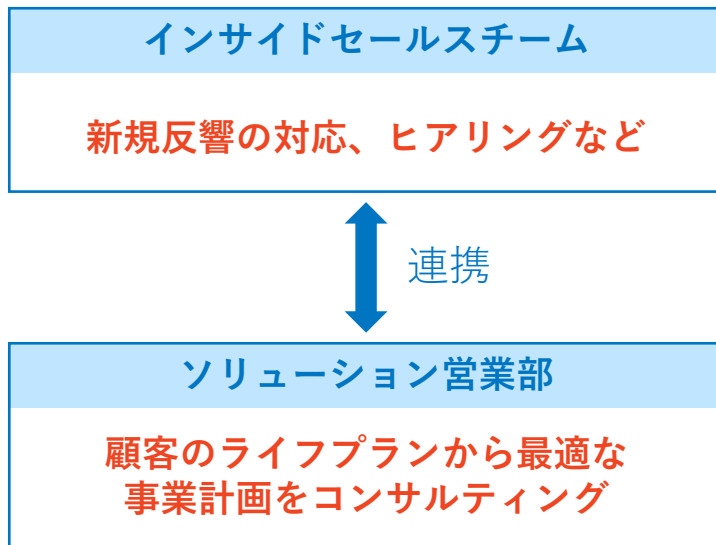 インサイドセールスチーム
新規反響の対応、ヒアリングなど
連携
ソリューション営業部
顧客のライフプランから最適な
事業計画をコンサルティング